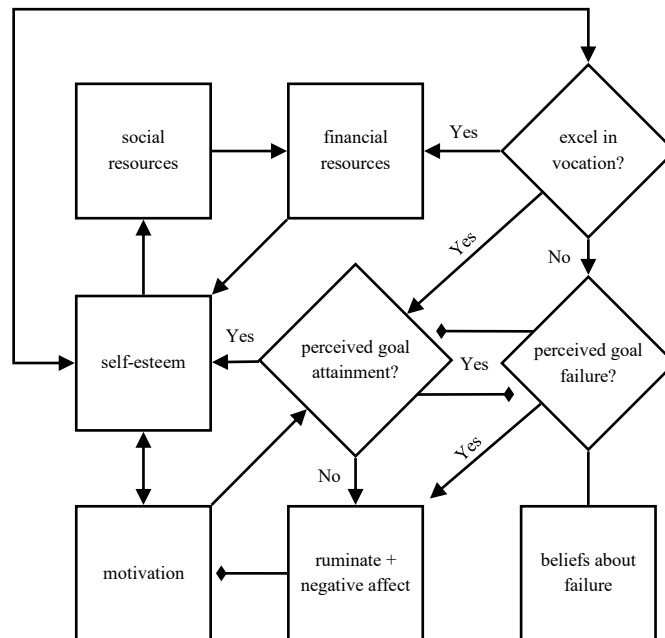 social
resources
financial
resources
Yes
excel in
vocation?
Yes
No
self-esteem
Yes
perceived goal
attainment?
Yes
perceived goal
failure?
No
Yes
motivation
ruminate +
negative affect
beliefs about
failure